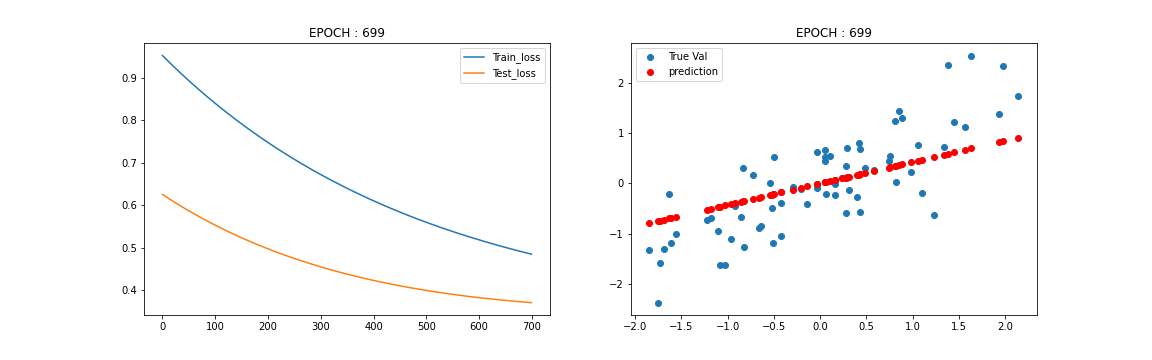 EPOCH : 699
Train_loss
Test_loss
0.9
0.8
0.7
0.6
0.5
0.4
0 100 200 300 400 500 600 700
EPOCH : 699
True Val
prediction
2
1
0
−1
−2
−2.0 −1.5 −1.0 −0.5 0.0 0.5 1.0 1.5 2.0